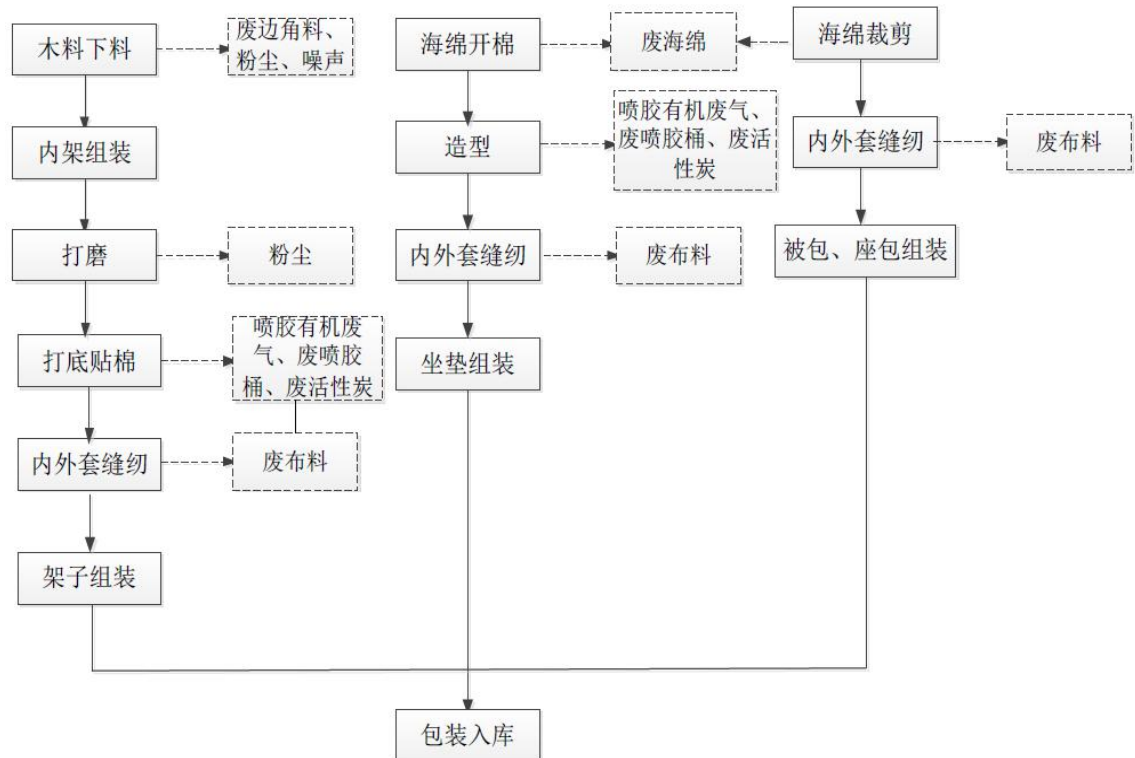 木料下料
废边角料、
粉尘、噪声
海绵开棉
废海绵
海绵裁剪
内架组装
造型
喷胶有机废气、
废喷胶桶、废活
性炭
内外套缝纫
废布料
打磨
粉尘
内外套缝纫
废布料
被包、座包组装
打底贴棉
喷胶有机废
气、废喷胶
桶、废活性炭
坐垫组装
内外套缝纫
废布料
架子组装
包装入库